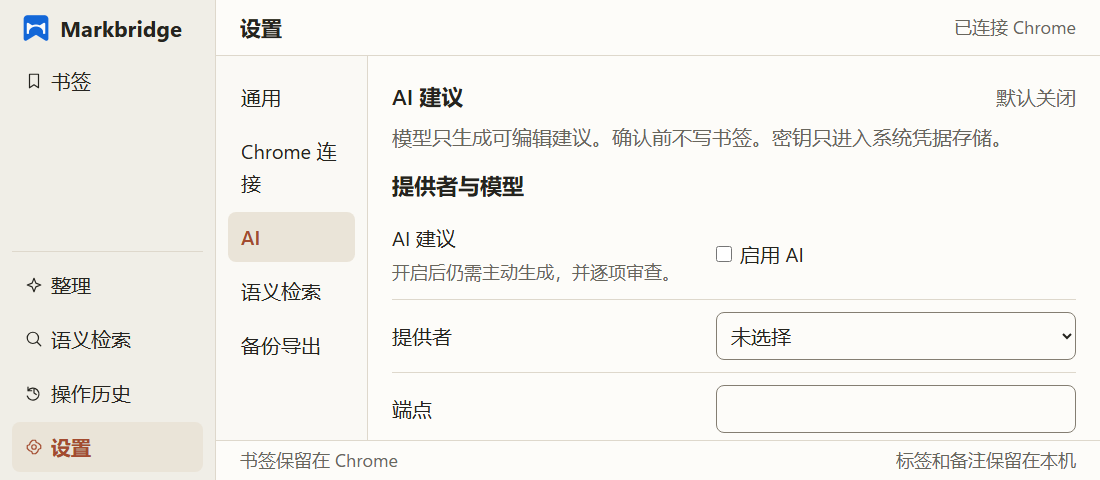 Markbridge
书签
整理
语义检索
操作历史
设置
设置
已连接 Chrome
通用
Chrome 连
接
AI
语义检索
备份导出
AI 建议
默认关闭
模型只生成可编辑建议。确认前不写书签。密钥只进入系统凭据存储。
提供者与模型
AI 建议
开启后仍需主动生成，并逐项审查。
启用 AI
提供者
未选择
端点
书签保留在 Chrome
标签和备注保留在本机